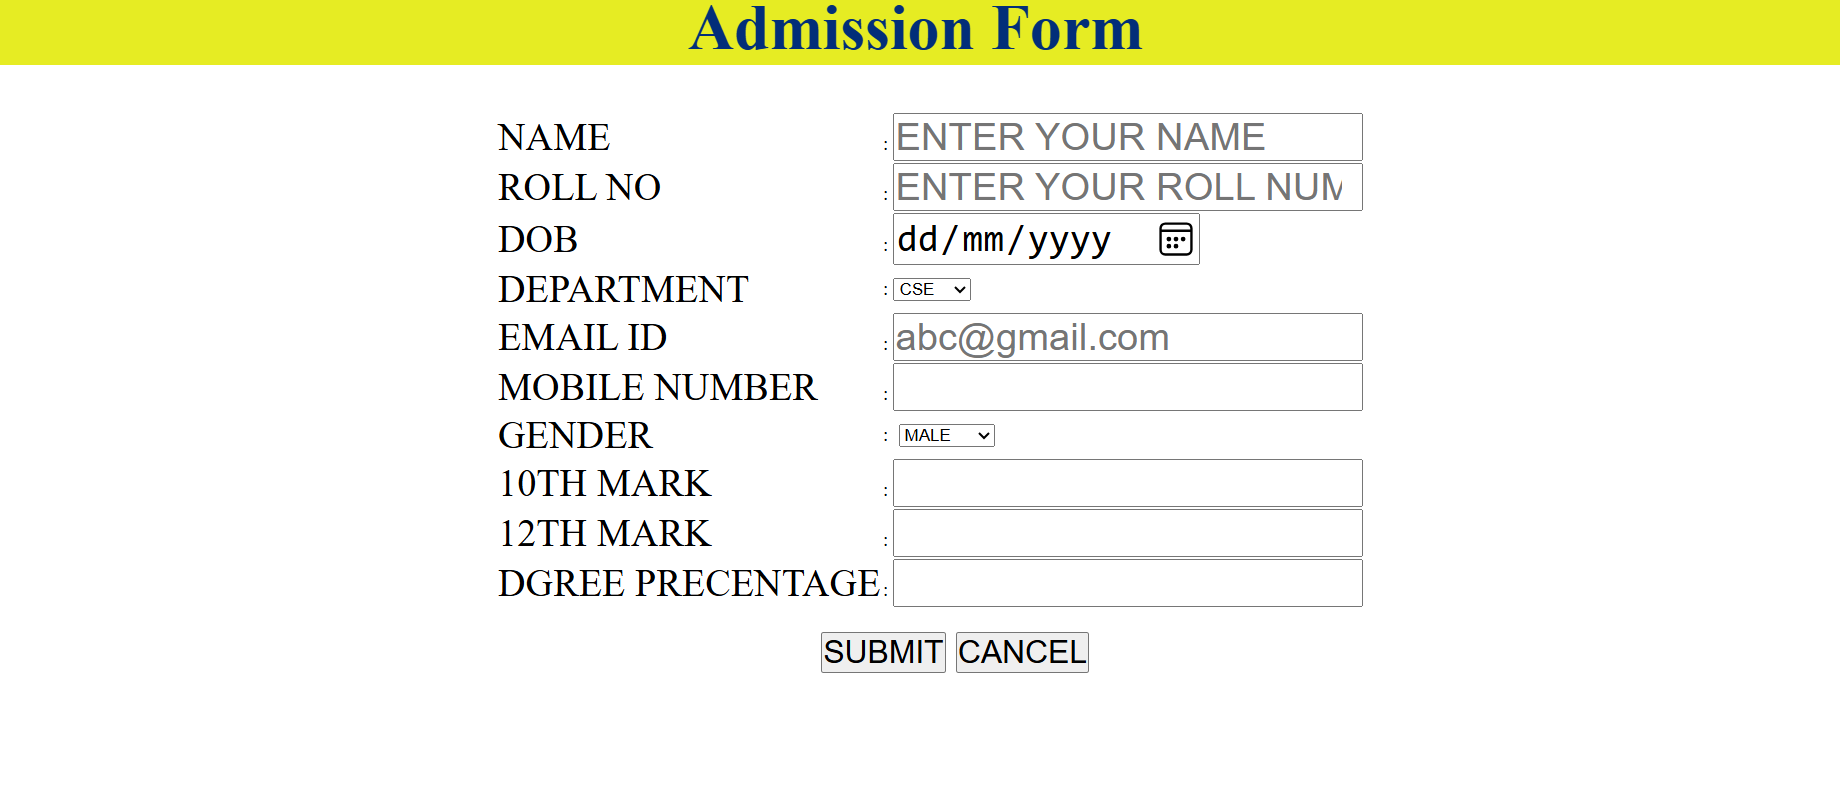 Admission Form
NAME : ENTER YOUR NAME
ROLL NO : ENTER YOUR ROLL NUM
DOB : dd/mm/yyyy
DEPARTMENT : CSE
EMAIL ID : abc@gmail.com
MOBILE NUMBER :
GENDER : MALE
10TH MARK :
12TH MARK :
DGREE PRECENTAGE :
SUBMIT CANCEL